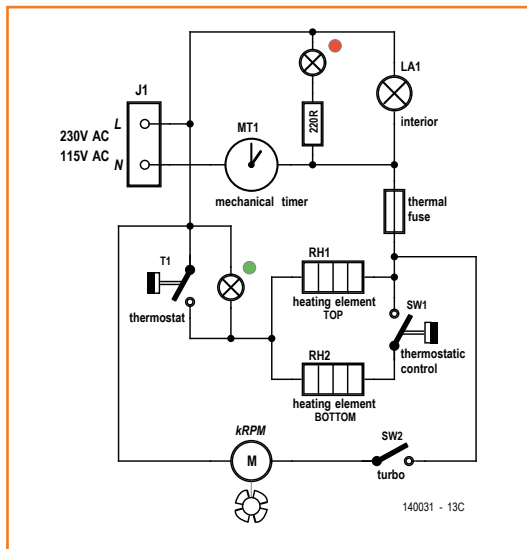 J1
L
230V AC
115V AC
N
MT1
mechanical timer
220R
LA1
interior
thermal
fuse
T1
thermostat
RH1
heating element
TOP
SW1
thermostatic
control
RH2
heating element
BOTTOM
kRPM
M
SW2
turbo
140031 - 13C